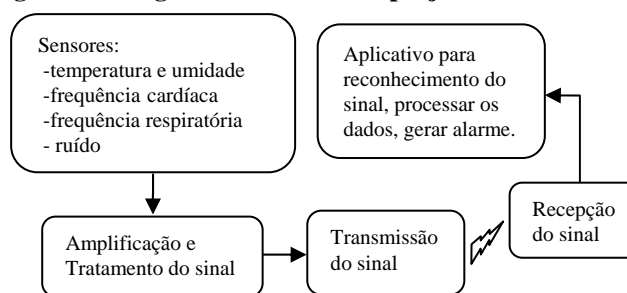 Sensores:
-temperatura e umidade
-frequência cardíaca
-frequência respiratória
- ruído
Aplicativo para
reconhecimento do
sinal, processar os
dados, gerar alarme.
Amplificação e
Tratamento do sinal
Transmissão
do sinal
Recepção
do sinal